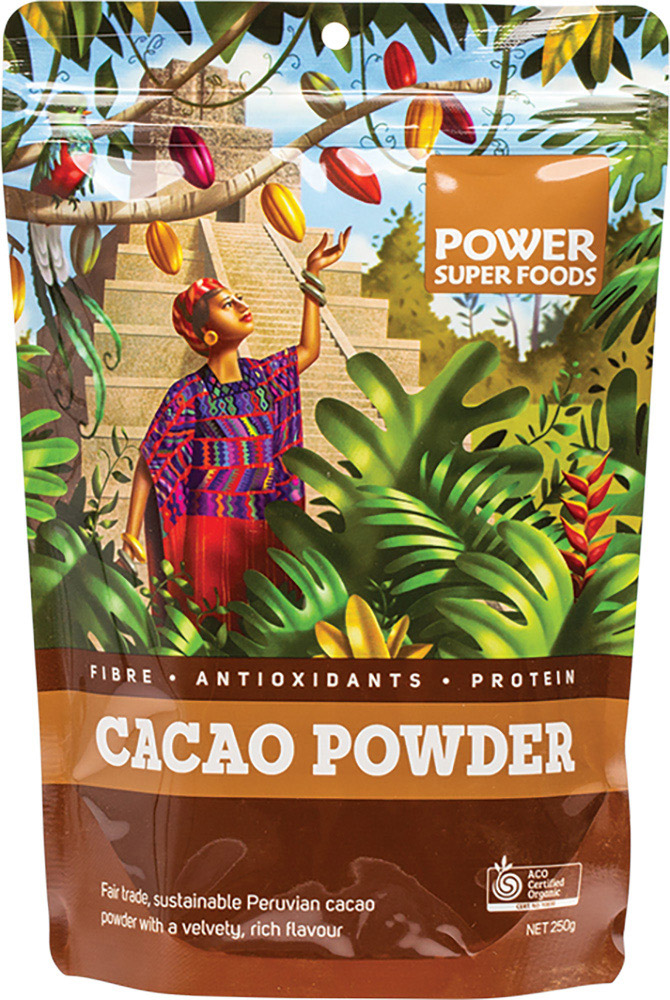 POWER
SUPER FOODS
FIBRE • ANTIOXIDANTS • PROTEIN
CACAO POWDER
Fair trade, sustainable Peruvian cacao
powder with a velvety, rich flavour
ACO
Certified
Organic
NET 250g